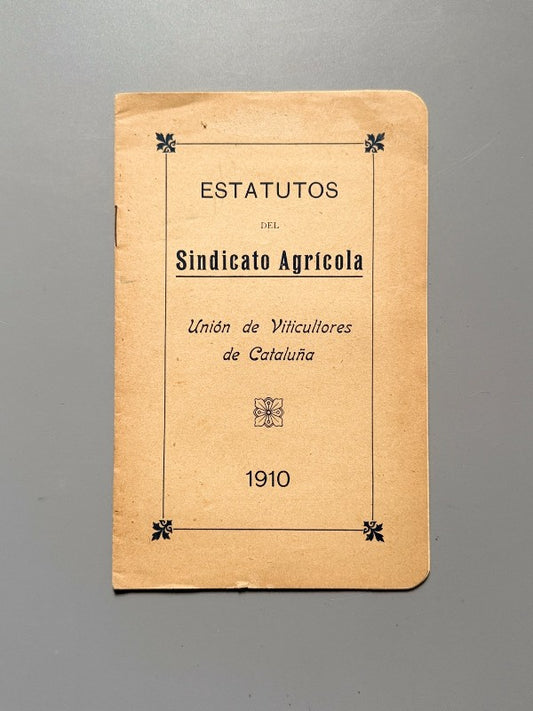 ESTATUTOS
DEL
Sindicato Agrícola
Unión de Viticultores
de Cataluña
1910